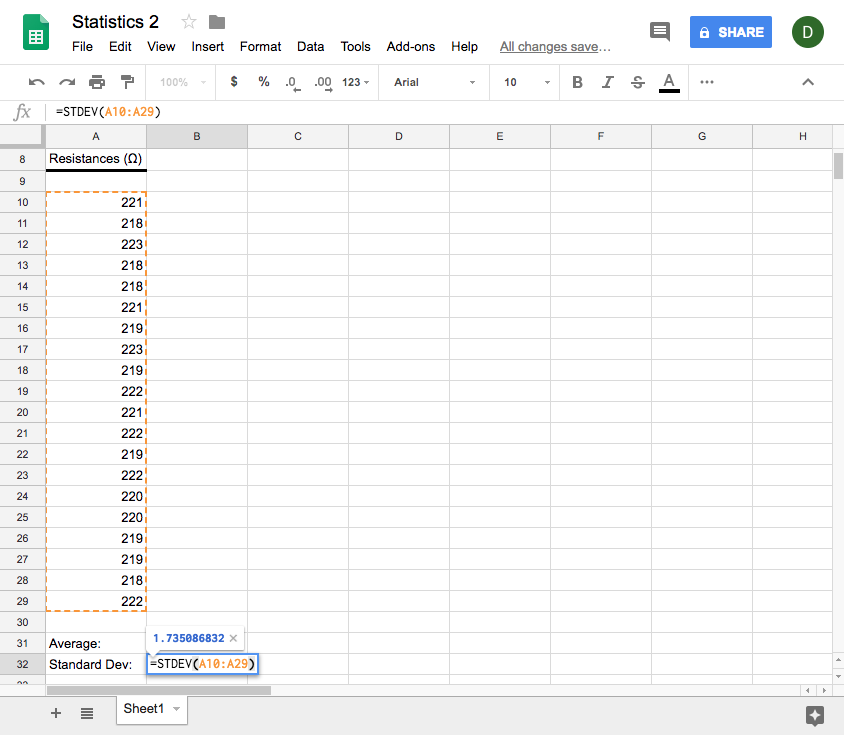 Statistics 2
File Edit View Insert Format Data Tools Add-ons Help All changes save…
SHARE
D
100% $ % .0 .00 123 Arial 10 B I S A
fx =STDEV(A10:A29)
A B C D E F G H
8 Resistances (Ω)
9
10 221
11 218
12 223
13 218
14 218
15 221
16 219
17 223
18 219
19 222
20 221
21 222
22 219
23 222
24 220
25 220
26 219
27 219
28 218
29 222
30
1.735086832 ×
31 Average:
32 Standard Dev: =STDEV(A10:A29)
Sheet1